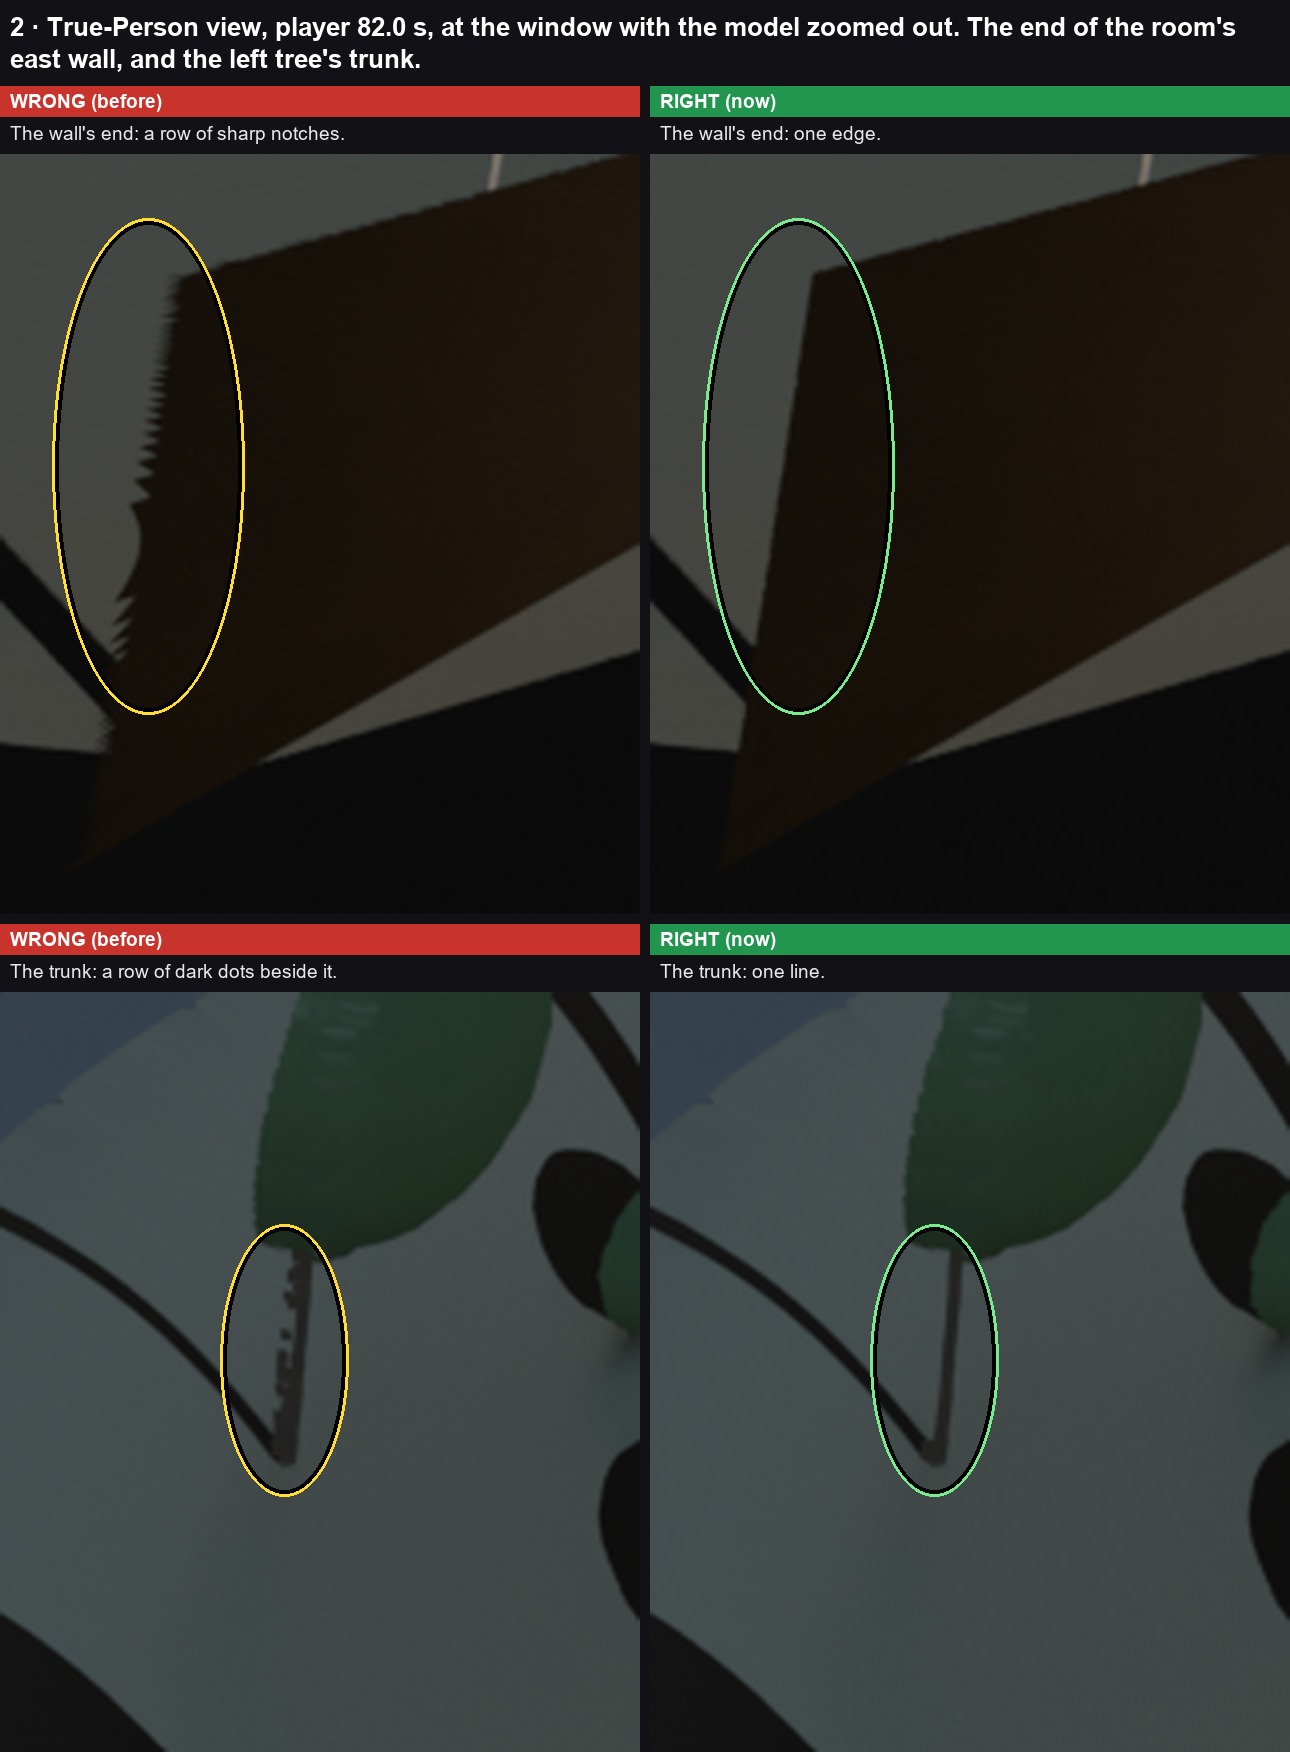 2 · True-Person view, player 82.0 s, at the window with the model zoomed out. The end of the room's
east wall, and the left tree's trunk.
WRONG (before)
The wall's end: a row of sharp notches.
RIGHT (now)
The wall's end: one edge.
WRONG (before)
The trunk: a row of dark dots beside it.
RIGHT (now)
The trunk: one line.